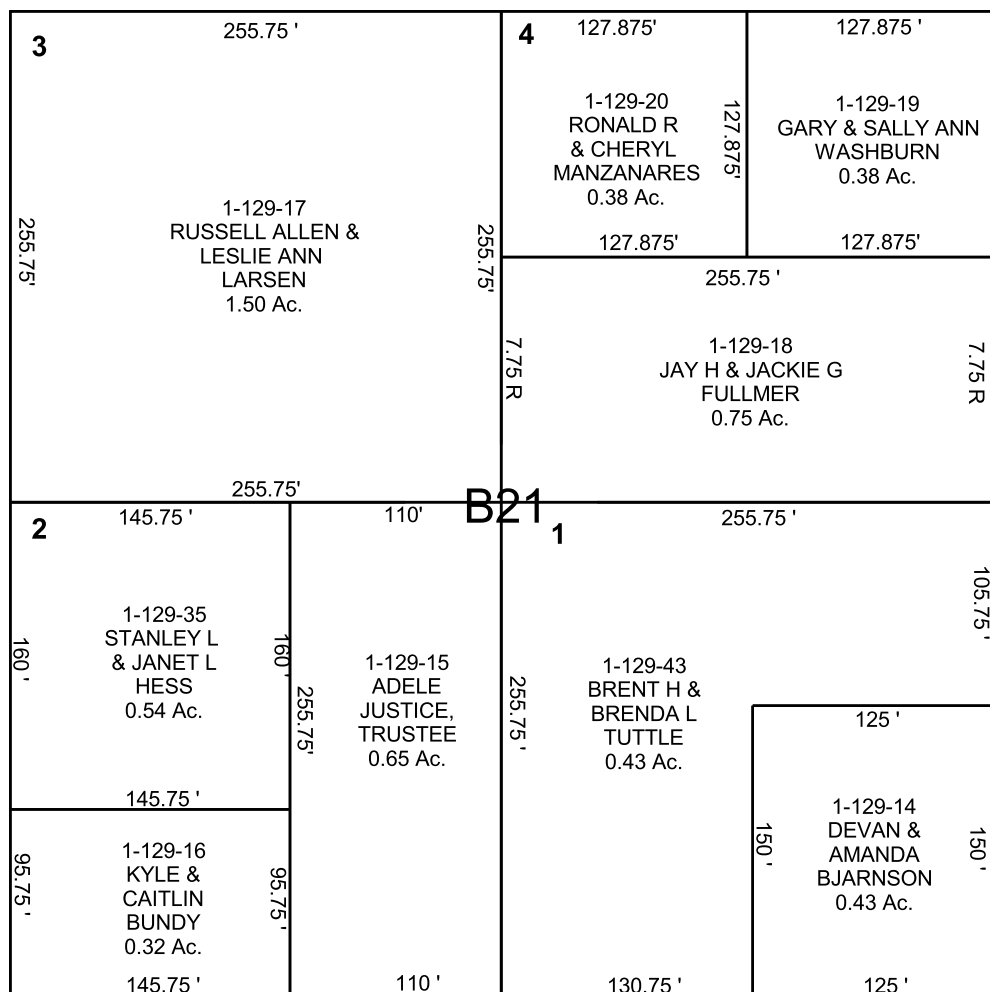 3
255.75 '
1-129-17
RUSSELL ALLEN &
LESLIE ANN
LARSEN
1.50 Ac.
255.75'
255.75'
255.75'
4
127.875'
1-129-20
RONALD R
& CHERYL
MANZANARES
0.38 Ac.
127.875'
127.875'
127.875 '
1-129-19
GARY & SALLY ANN
WASHBURN
0.38 Ac.
127.875'
255.75 '
7.75 R
1-129-18
JAY H & JACKIE G
FULLMER
0.75 Ac.
7.75 R
B21
2
145.75 '
1-129-35
STANLEY L
& JANET L
HESS
0.54 Ac.
160 '
160'
145.75 '
95.75 '
1-129-16
KYLE &
CAITLIN
BUNDY
0.32 Ac.
95.75 '
145.75 '
110'
255.75'
1-129-15
ADELE
JUSTICE,
TRUSTEE
0.65 Ac.
110 '
1
255.75 '
105.75 '
255.75 '
1-129-43
BRENT H &
BRENDA L
TUTTLE
0.43 Ac.
130.75 '
125 '
150 '
1-129-14
DEVAN &
AMANDA
BJARNSON
0.43 Ac.
150 '
125 '